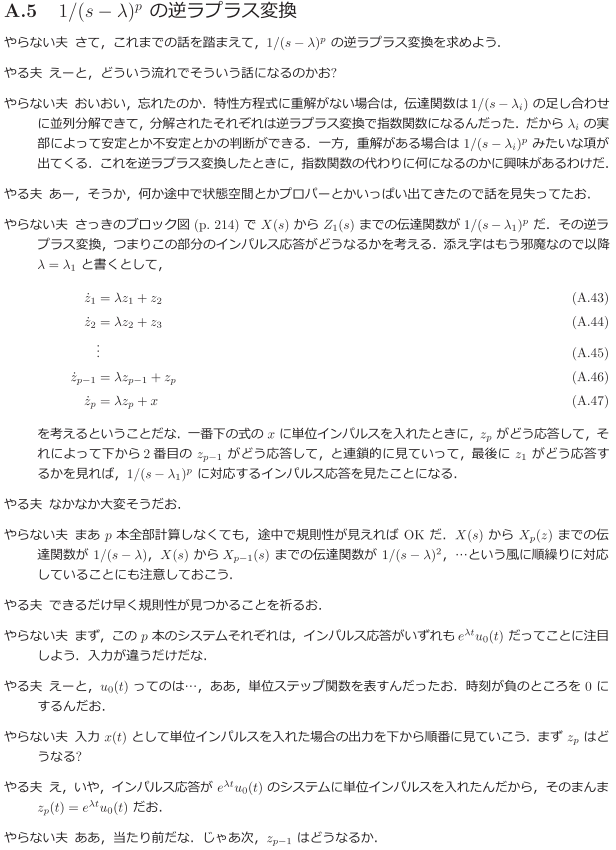 A.5 1/(s − λ)^p の逆ラプラス変換
やらない夫 さて，これまでの話を踏まえて，1/(s − λ)^p の逆ラプラス変換を求めよう．
やる夫 えーと，どういう流れでそういう話になるのかお?
やらない夫 おいおい，忘れたのか．特性方程式に重解がない場合は，伝達関数は 1/(s − λ_i) の足し合わせ
に並列分解できて，分解されたそれぞれは逆ラプラス変換で指数関数になるんだった．だから λ_i の実
部によって安定とか不安定とかの判断ができる．一方，重解がある場合は 1/(s − λ_i)^p みたいな項が
出てくる．これを逆ラプラス変換したときに，指数関数の代わりに何になるのかに興味があるわけだ．
やる夫 あー，そうか，何か途中で状態空間とかプロパーとかいっぱい出てきたので話を見失ってたお．
やらない夫 さっきのブロック図 (p. 214) で X(s) から Z_1(s) までの伝達関数が 1/(s − λ_1)^p だ．その逆ラ
プラス変換，つまりこの部分のインパルス応答がどうなるかを考える．添え字はもう邪魔なので以降
λ = λ_1 と書くとして，
ż_1 = λz_1 + z_2 (A.43)
ż_2 = λz_2 + z_3 (A.44)
⋮ (A.45)
ż_{p−1} = λz_{p−1} + z_p (A.46)
ż_p = λz_p + x (A.47)
を考えるということだな．一番下の式の x に単位インパルスを入れたときに，z_p がどう応答して，そ
れによって下から 2 番目の z_{p−1} がどう応答して，と連鎖的に見ていって，最後に z_1 がどう応答す
るかを見れば，1/(s − λ_1)^p に対応するインパルス応答を見たことになる．
やる夫 なかなか大変そうだお．
やらない夫 まあ p 本全部計算しなくても，途中で規則性が見えれば OK だ．X(s) から X_p(z) までの伝
達関数が 1/(s − λ)，X(s) から X_{p−1}(s) までの伝達関数が 1/(s − λ)^2，…という風に順繰りに対応
していることにも注意しておこう．
やる夫 できるだけ早く規則性が見つかることを祈るお．
やらない夫 まず，この p 本のシステムそれぞれは，インパルス応答がいずれも e^{λt}u_0(t) だってことに注目
しよう．入力が違うだけだな．
やる夫 えーと，u_0(t) ってのは…，ああ，単位ステップ関数を表すんだったお．時刻が負のところを 0 に
するんだお．
やらない夫 入力 x(t) として単位インパルスを入れた場合の出力を下から順番に見ていこう．まず z_p はど
うなる?
やる夫 え，いや，インパルス応答が e^{λt}u_0(t) のシステムに単位インパルスを入れたんだから，そのまんま
z_p(t) = e^{λt}u_0(t) だお．
やらない夫 ああ，当たり前だな．じゃあ次，z_{p−1} はどうなるか．